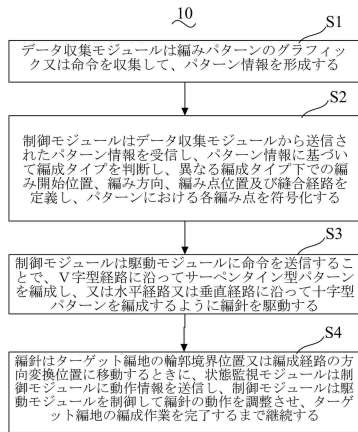 10
S1
データ収集モジュールは編みパターンのグラフィッ
ク又は命令を収集して、パターン情報を形成する
S2
制御モジュールはデータ収集モジュールから送信さ
れたパターン情報を受信し、パターン情報に基づい
て編成タイプを判断し、異なる編成タイプ下での編
み開始位置、編み方向、編み点位置及び縫合経路を
定義し、パターンにおける各編み点を符号化する
S3
制御モジュールは駆動モジュールに命令を送信するこ
とで、V字型経路に沿ってサーペンタイン型パターン
を編成し、又は水平経路又は垂直経路に沿って十字型
パターンを編成するように編針を駆動する
S4
編針はターゲット編地の輪郭境界位置又は編成経路の方
向変換位置に移動するときに、状態監視モジュールは制
御モジュールに動作情報を送信し、制御モジュールは駆
動モジュールを制御して編針の動作を調整させ、ターゲ
ット編地の編成作業を完了するまで継続する